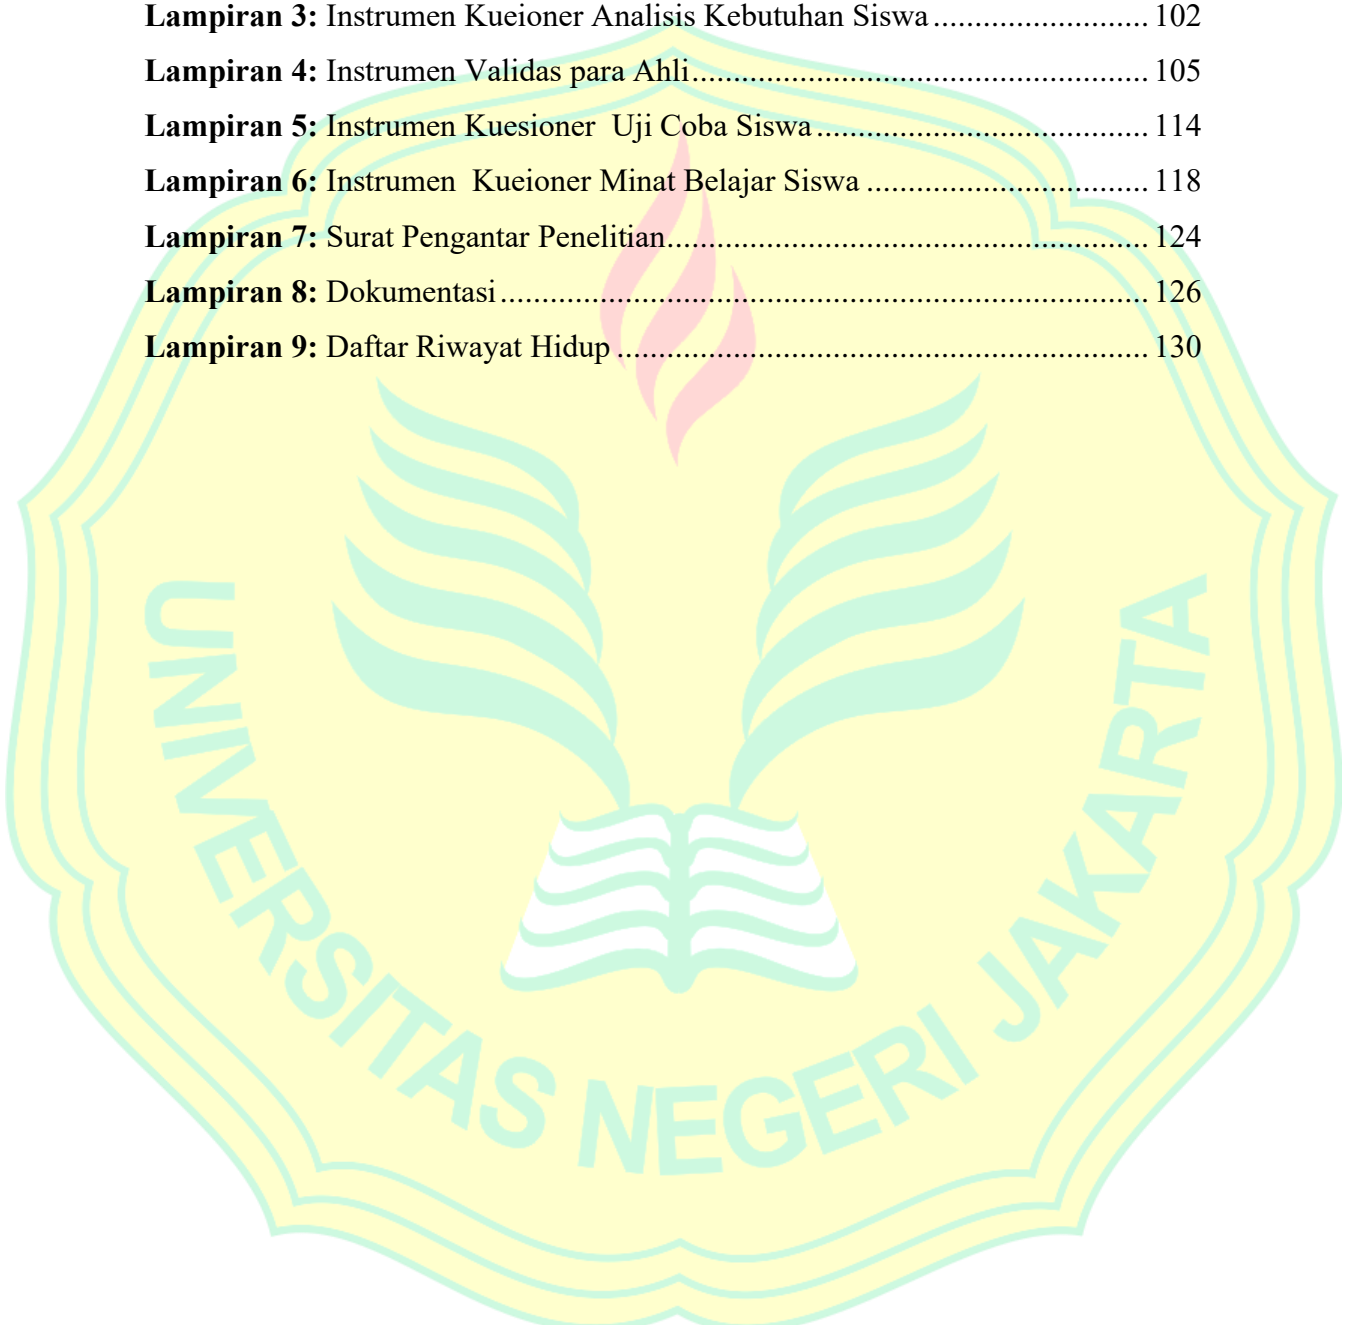 Lampiran 3: Instrumen Kueioner Analisis Kebutuhan Siswa ........................... 102
Lampiran 4: Instrumen Validas para Ahli......................................................... 105
Lampiran 5: Instrumen Kuesioner  Uji Coba Siswa ......................................... 114
Lampiran 6: Instrumen  Kueioner Minat Belajar Siswa ................................... 118
Lampiran 7: Surat Pengantar Penelitian............................................................ 124
Lampiran 8: Dokumentasi ................................................................................. 126
Lampiran 9: Daftar Riwayat Hidup .................................................................. 130
UNIVERSITAS NEGERI JAKARTA